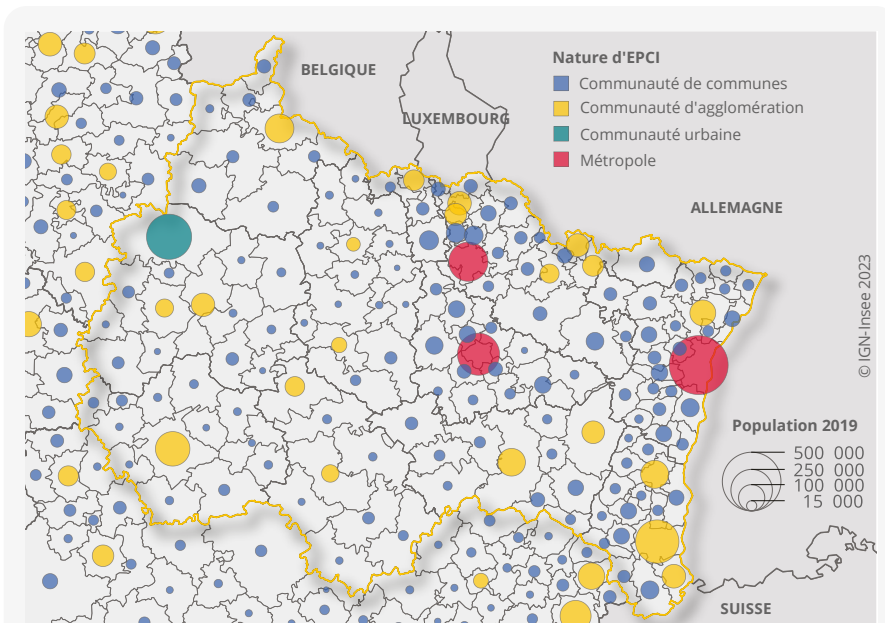 BELGIQUE
LUXEMBOURG
ALLEMAGNE
SUISSE
Nature d'EPCI
Communauté de communes
Communauté d'agglomération
Communauté urbaine
Métropole
© IGN-Insee 2023
Population 2019
500 000
250 000
100 000
15 000